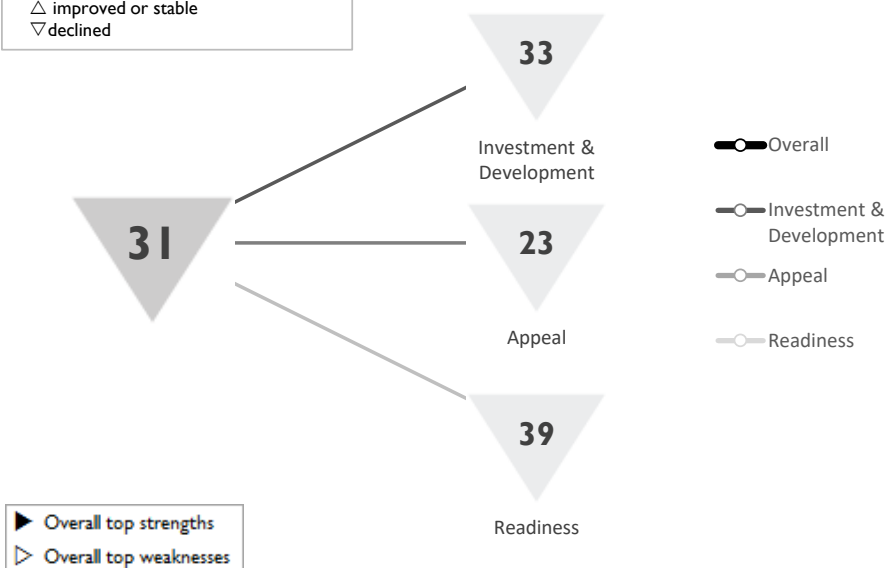 △ improved or stable
▽ declined
33
Investment &
Development
31
23
Appeal
39
Readiness
Overall
Investment &
Development
Appeal
Readiness
▶ Overall top strengths
▷ Overall top weaknesses